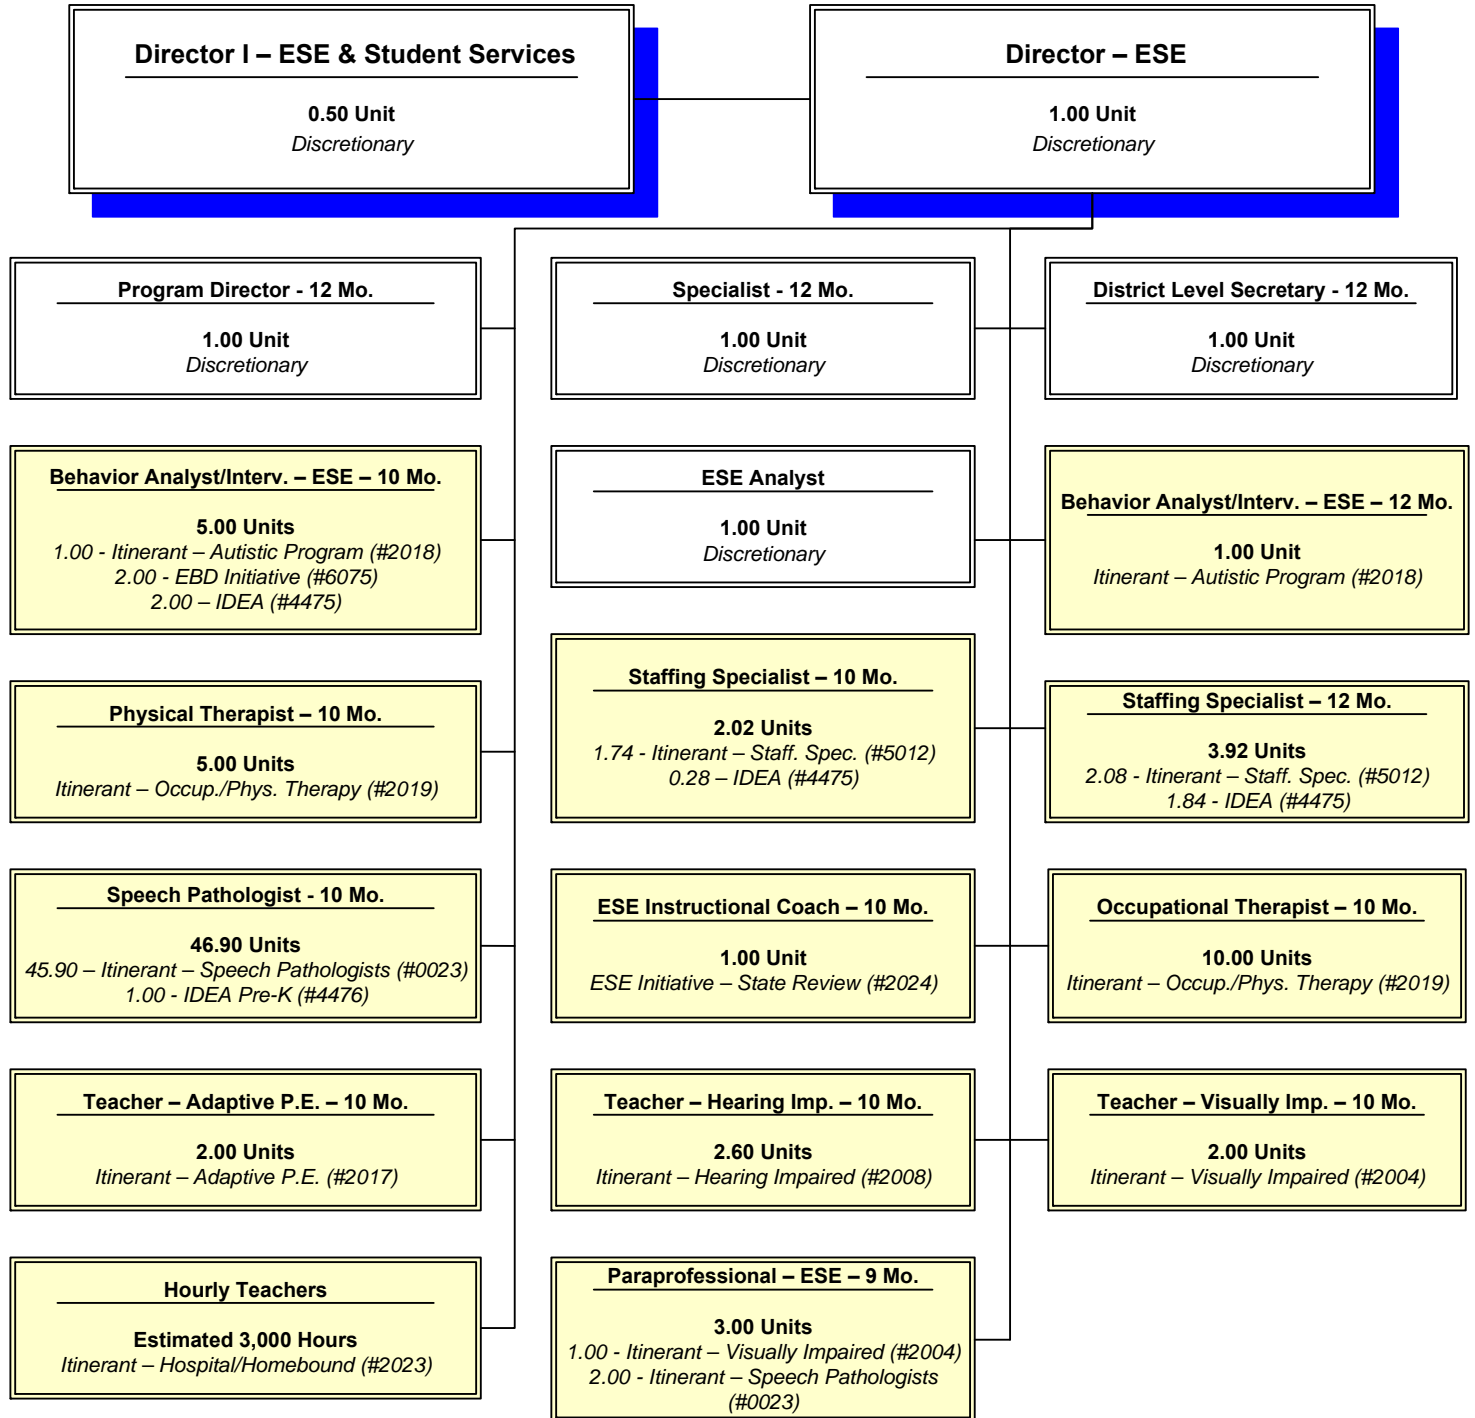 Director I – ESE & Student Services
0.50 Unit
Discretionary
Director – ESE
1.00 Unit
Discretionary
Program Director - 12 Mo.
1.00 Unit
Discretionary
Specialist - 12 Mo.
1.00 Unit
Discretionary
District Level Secretary - 12 Mo.
1.00 Unit
Discretionary
Behavior Analyst/Interv. – ESE – 10 Mo.
5.00 Units
1.00 - Itinerant – Autistic Program (#2018)
2.00 - EBD Initiative (#6075)
2.00 – IDEA (#4475)
ESE Analyst
1.00 Unit
Discretionary
Behavior Analyst/Interv. – ESE – 12 Mo.
1.00 Unit
Itinerant – Autistic Program (#2018)
Physical Therapist – 10 Mo.
5.00 Units
Itinerant – Occup./Phys. Therapy (#2019)
Staffing Specialist – 10 Mo.
2.02 Units
1.74 - Itinerant – Staff. Spec. (#5012)
0.28 – IDEA (#4475)
Staffing Specialist – 12 Mo.
3.92 Units
2.08 - Itinerant – Staff. Spec. (#5012)
1.84 - IDEA (#4475)
Speech Pathologist - 10 Mo.
46.90 Units
45.90 – Itinerant – Speech Pathologists (#0023)
1.00 - IDEA Pre-K (#4476)
ESE Instructional Coach – 10 Mo.
1.00 Unit
ESE Initiative – State Review (#2024)
Occupational Therapist – 10 Mo.
10.00 Units
Itinerant – Occup./Phys. Therapy (#2019)
Teacher – Adaptive P.E. – 10 Mo.
2.00 Units
Itinerant – Adaptive P.E. (#2017)
Teacher – Hearing Imp. – 10 Mo.
2.60 Units
Itinerant – Hearing Impaired (#2008)
Teacher – Visually Imp. – 10 Mo.
2.00 Units
Itinerant – Visually Impaired (#2004)
Hourly Teachers
Estimated 3,000 Hours
Itinerant – Hospital/Homebound (#2023)
Paraprofessional – ESE – 9 Mo.
3.00 Units
1.00 - Itinerant – Visually Impaired (#2004)
2.00 - Itinerant – Speech Pathologists
(#0023)